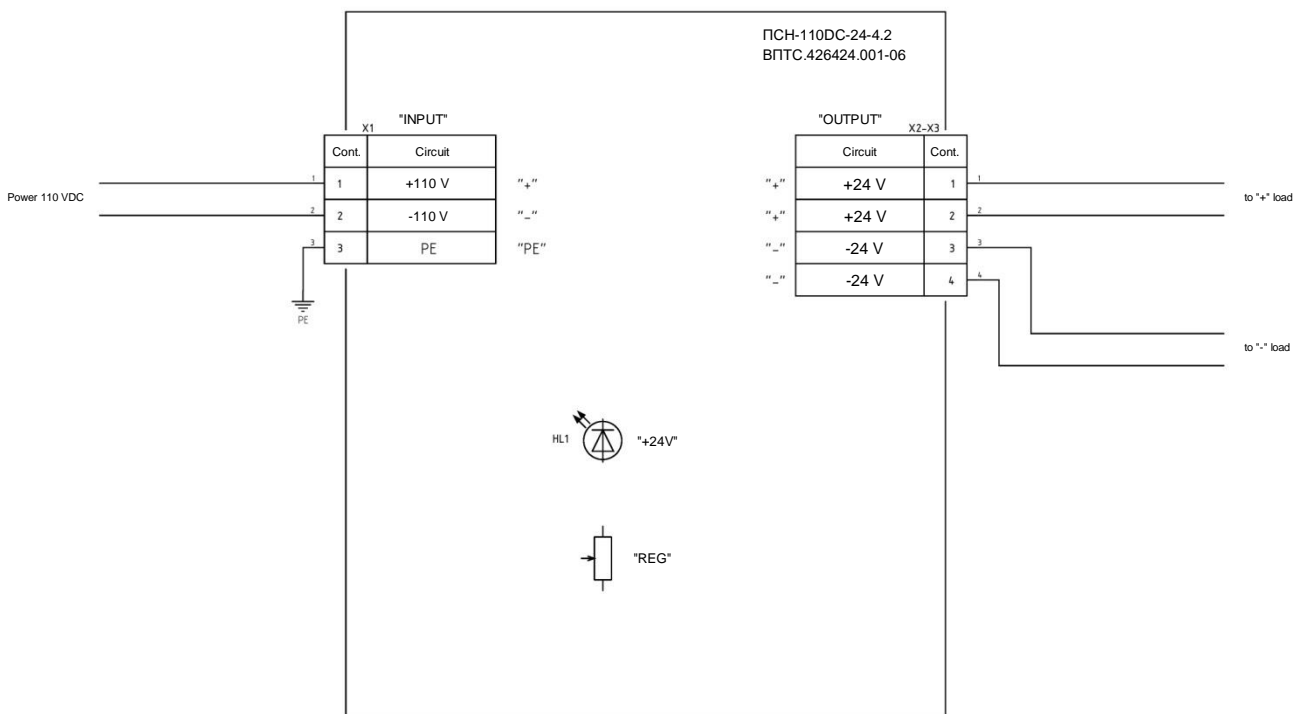 ПСН-110DC-24-4.2
ВПТС.426424.001-06
"INPUT"
X1
Cont. Circuit
1 1 +110 V "+"
2 2 -110 V "-"
3 3 PE "PE"
Power 110 VDC
PE
"OUTPUT"
X2-X3
Circuit Cont.
"+" +24 V 1 1
"+" +24 V 2 2
"-" -24 V 3 3
"-" -24 V 4 4
to "+" load
to "-" load
HL1 "+24V"
"REG"